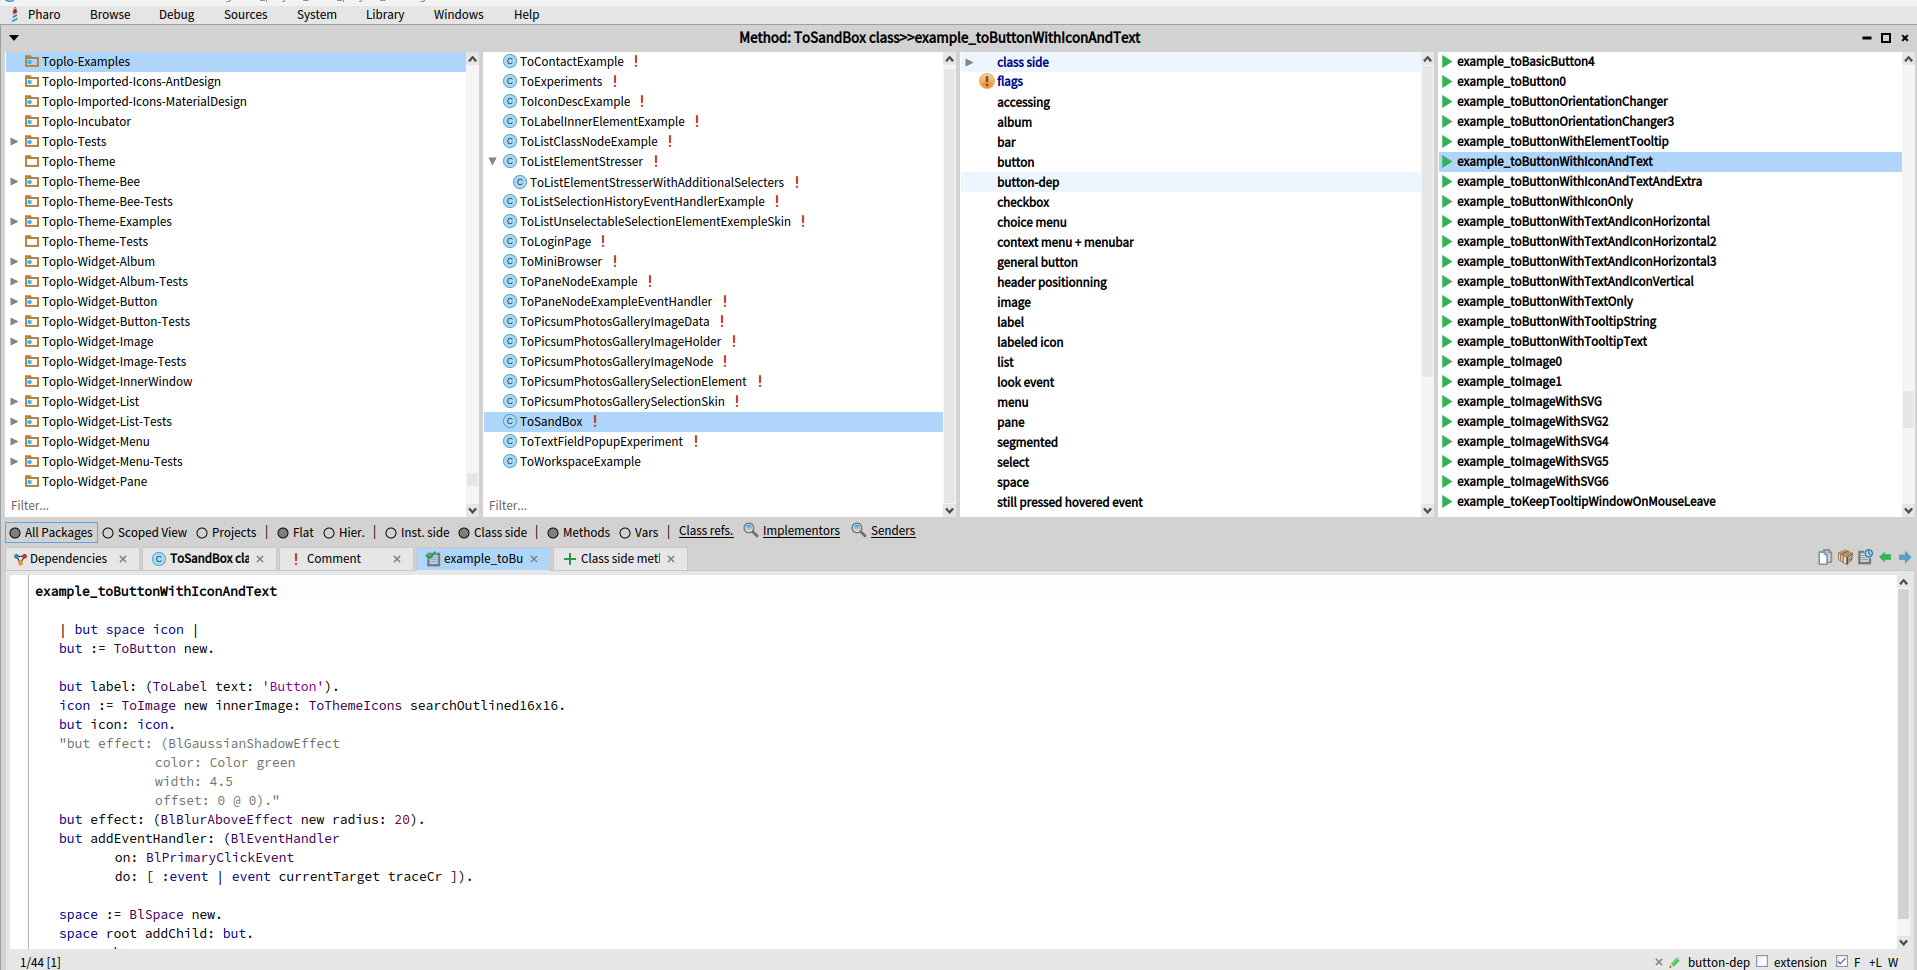 Pharo Browse Debug Sources System Library Windows Help
Method: ToSandBox class>>example_toButtonWithIconAndText
Toplo-Examples
Toplo-Imported-Icons-AntDesign
Toplo-Imported-Icons-MaterialDesign
Toplo-Incubator
Toplo-Tests
Toplo-Theme
Toplo-Theme-Bee
Toplo-Theme-Bee-Tests
Toplo-Theme-Examples
Toplo-Theme-Tests
Toplo-Widget-Album
Toplo-Widget-Album-Tests
Toplo-Widget-Button
Toplo-Widget-Button-Tests
Toplo-Widget-Image
Toplo-Widget-Image-Tests
Toplo-Widget-InnerWindow
Toplo-Widget-List
Toplo-Widget-List-Tests
Toplo-Widget-Menu
Toplo-Widget-Menu-Tests
Toplo-Widget-Pane
Filter...
C ToContactExample !
C ToExperiments !
C ToIconDescExample !
C ToLabelInnerElementExample !
C ToListClassNodeExample !
C ToListElementStresser !
C ToListElementStresserWithAdditionalSelecters !
C ToListSelectionHistoryEventHandlerExample !
C ToListUnselectableSelectionElementExempleSkin !
C ToLoginPage !
C ToMiniBrowser !
C ToPaneNodeExample !
C ToPaneNodeExampleEventHandler !
C ToPicsumPhotosGalleryImageData !
C ToPicsumPhotosGalleryImageHolder !
C ToPicsumPhotosGalleryImageNode !
C ToPicsumPhotosGallerySelectionElement !
C ToPicsumPhotosGallerySelectionSkin !
C ToSandBox !
C ToTextFieldPopupExperiment !
C ToWorkspaceExample
Filter...
class side
! flags
accessing
album
bar
button
button-dep
checkbox
choice menu
context menu + menubar
general button
header positionning
image
label
labeled icon
list
look event
menu
pane
segmented
select
space
still pressed hovered event
example_toBasicButton4
example_toButton0
example_toButtonOrientationChanger
example_toButtonOrientationChanger3
example_toButtonWithElementTooltip
example_toButtonWithIconAndText
example_toButtonWithIconAndTextAndExtra
example_toButtonWithIconOnly
example_toButtonWithTextAndIconHorizontal
example_toButtonWithTextAndIconHorizontal2
example_toButtonWithTextAndIconHorizontal3
example_toButtonWithTextAndIconVertical
example_toButtonWithTextOnly
example_toButtonWithTooltipString
example_toButtonWithTooltipText
example_toImage0
example_toImage1
example_toImageWithSVG
example_toImageWithSVG2
example_toImageWithSVG4
example_toImageWithSVG5
example_toImageWithSVG6
example_toKeepTooltipWindowOnMouseLeave
All Packages Scoped View Projects | Flat Hier. | Inst. side Class side | Methods Vars | Class refs. Implementors Senders
Dependencies × C ToSandBox cla × ! Comment × example_toBu × + Class side metl ×
example_toButtonWithIconAndText
| but space icon |
but := ToButton new.
but label: (ToLabel text: 'Button').
icon := ToImage new innerImage: ToThemeIcons searchOutlined16x16.
but icon: icon.
"but effect: (BlGaussianShadowEffect
color: Color green
width: 4.5
offset: 0 @ 0)."
but effect: (BlBlurAboveEffect new radius: 20).
but addEventHandler: (BlEventHandler
on: BlPrimaryClickEvent
do: [ :event | event currentTarget traceCr ]).
space := BlSpace new.
space root addChild: but.
1/44 [1] × button-dep extension F +L W